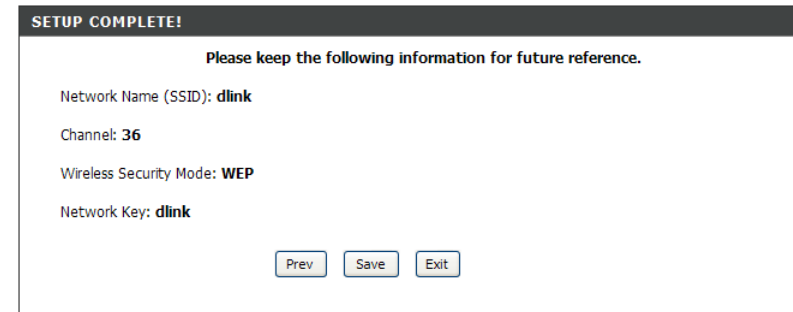 SETUP COMPLETE!
Please keep the following information for future reference.
Network Name (SSID): dlink
Channel: 36
Wireless Security Mode: WEP
Network Key: dlink
Prev Save Exit